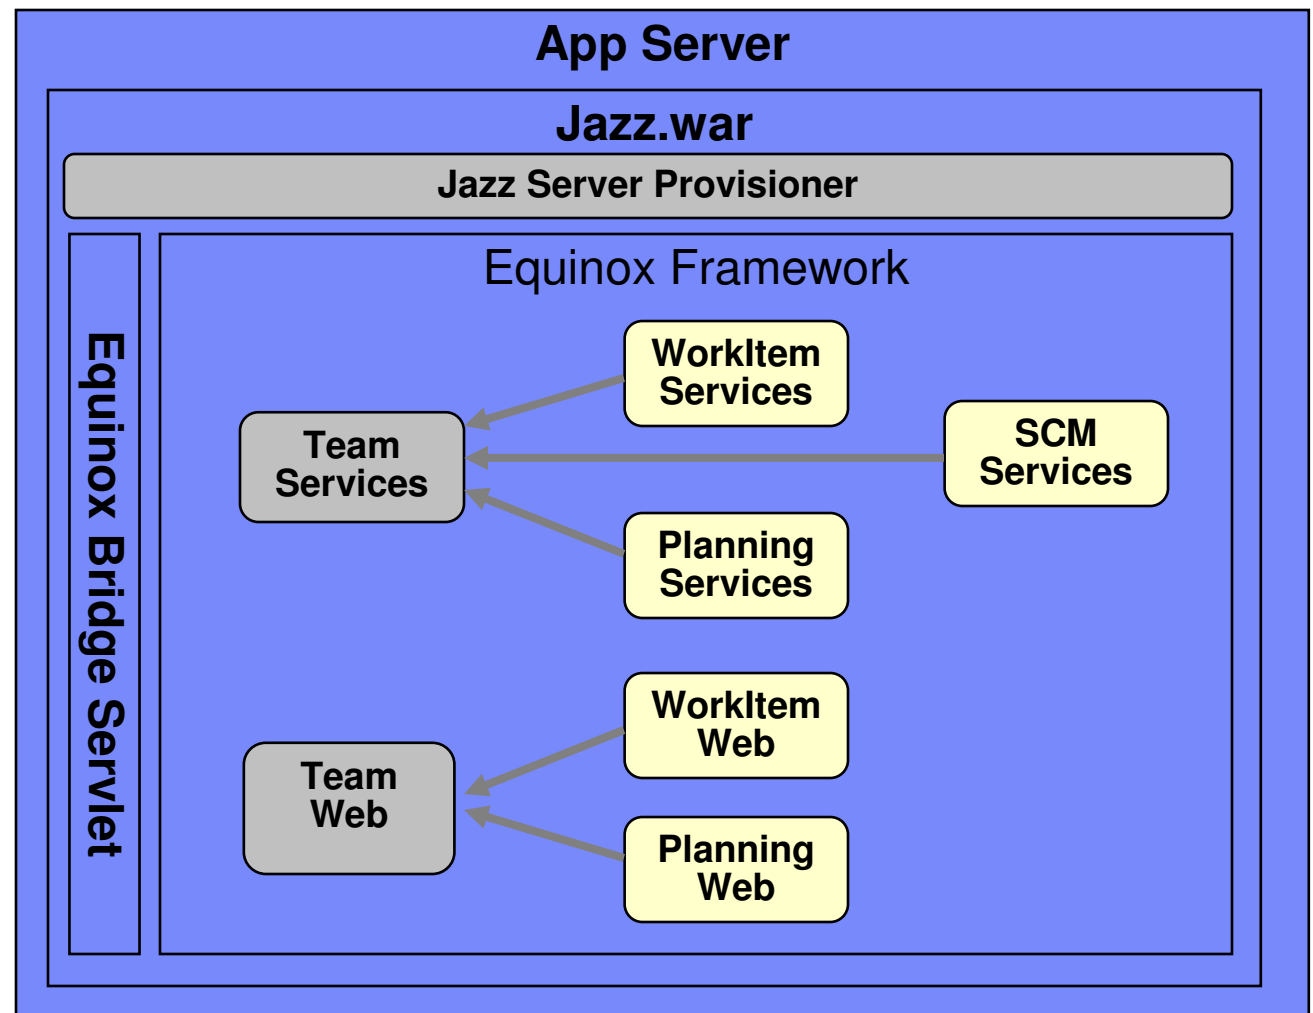 App Server
Jazz.war
Jazz Server Provisioner
Equinox Bridge Servlet
Equinox Framework
WorkItem
Services
Team
Services
SCM
Services
Planning
Services
WorkItem
Web
Team
Web
Planning
Web